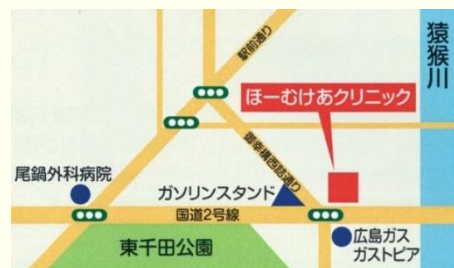 駅前通り
猿猴川
ほーむけあクリニック
御幸橋西詰通り
尾鍋外科病院
ガソリンスタンド
国道2号線
広島ガス
ガストピア
東千田公園